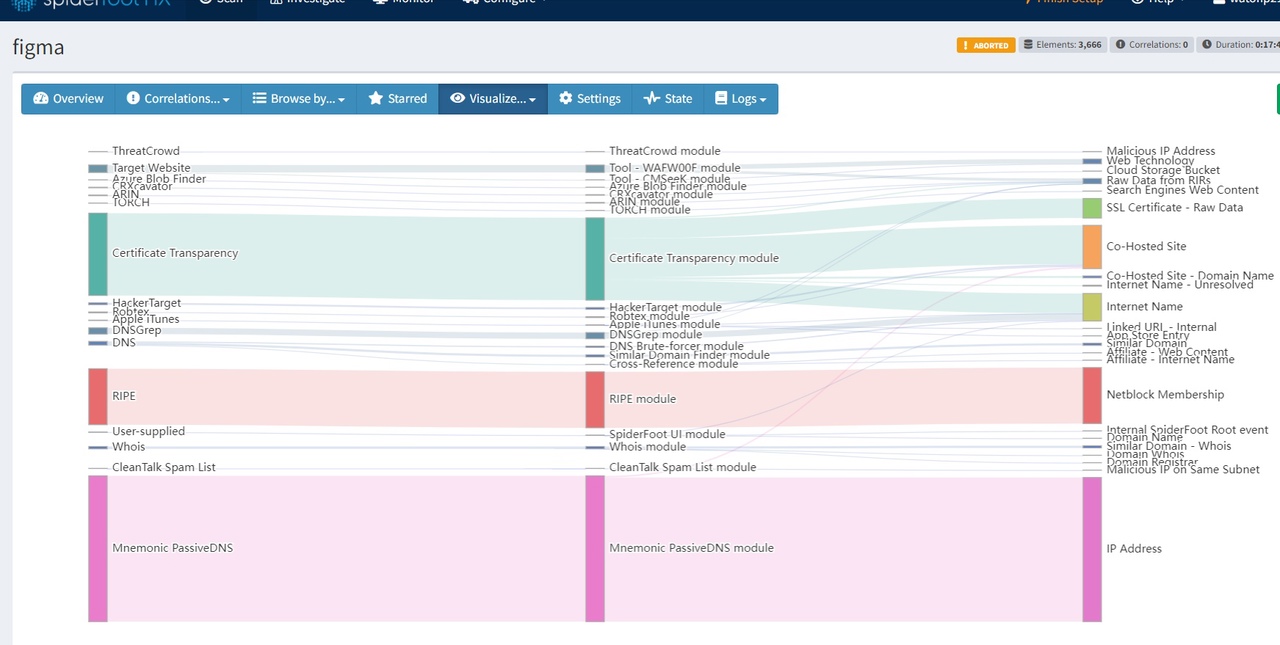 spiderfoot HX Scan Investigate Monitor Configure Finish Setup Help
figma
ABORTED Elements: 3,666 Correlations: 0 Duration: 0:17:4
Overview Correlations... Browse by... Starred Visualize... Settings State Logs
ThreatCrowd
Target Website
Azure Blob Finder
CRXcavator
ARIN
TORCH
Certificate Transparency
HackerTarget
Robtex
Apple iTunes
DNSGrep
DNS
RIPE
User-supplied
Whois
CleanTalk Spam List
Mnemonic PassiveDNS
ThreatCrowd module
Tool - WAFW00F module
Tool - CMSeeK module
Azure Blob Finder module
CRXcavator module
ARIN module
TORCH module
Certificate Transparency module
HackerTarget module
Robtex module
Apple iTunes module
DNSGrep module
DNS Brute-forcer module
Similar Domain Finder module
Cross-Reference module
RIPE module
SpiderFoot UI module
Whois module
CleanTalk Spam List module
Mnemonic PassiveDNS module
Malicious IP Address
Web Technology
Cloud Storage Bucket
Raw Data from RIRs
Search Engines Web Content
SSL Certificate - Raw Data
Co-Hosted Site
Co-Hosted Site - Domain Name
Internet Name - Unresolved
Internet Name
Linked URL - Internal
App Store Entry
Similar Domain
Affiliate - Web Content
Affiliate - Internet Name
Netblock Membership
Internal SpiderFoot Root event
Domain Name
Similar Domain - Whois
Domain Whois
Domain Registrar
Malicious IP on Same Subnet
IP Address